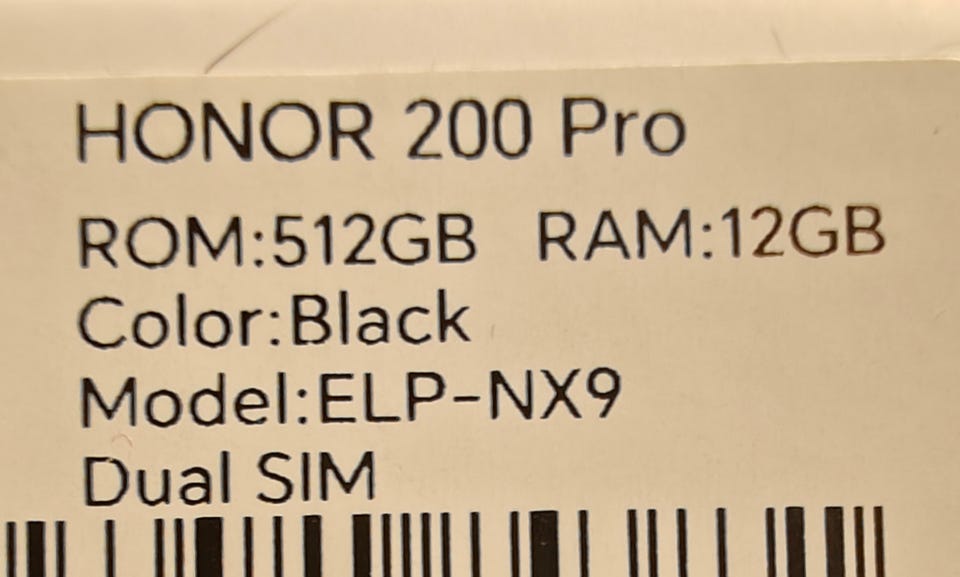 HONOR 200 Pro
ROM:512GB RAM:12GB
Color:Black
Model:ELP-NX9
Dual SIM